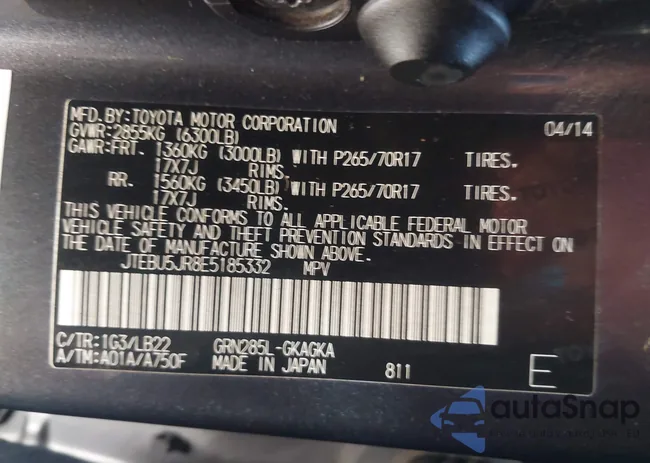 MFD. BY: TOYOTA MOTOR CORPORATION 04/14
GVWR: 2855KG (6300LB)
GAWR: FRT. 1360KG (3000LB) WITH P265/70R17 TIRES.
17X7J RIMS.
RR. 1560KG (3450LB) WITH P265/70R17 TIRES.
17X7J RIMS.
THIS VEHICLE CONFORMS TO ALL APPLICABLE FEDERAL MOTOR
VEHICLE SAFETY AND THEFT PREVENTION STANDARDS IN EFFECT ON
THE DATE OF MANUFACTURE SHOWN ABOVE.
JTEBU5JR8E5185332 MPV
C/TR: 1G3/LB22 GRN285L-GKAGKA
A/TM: A01A/A750F MADE IN JAPAN 811 E
autoSnap